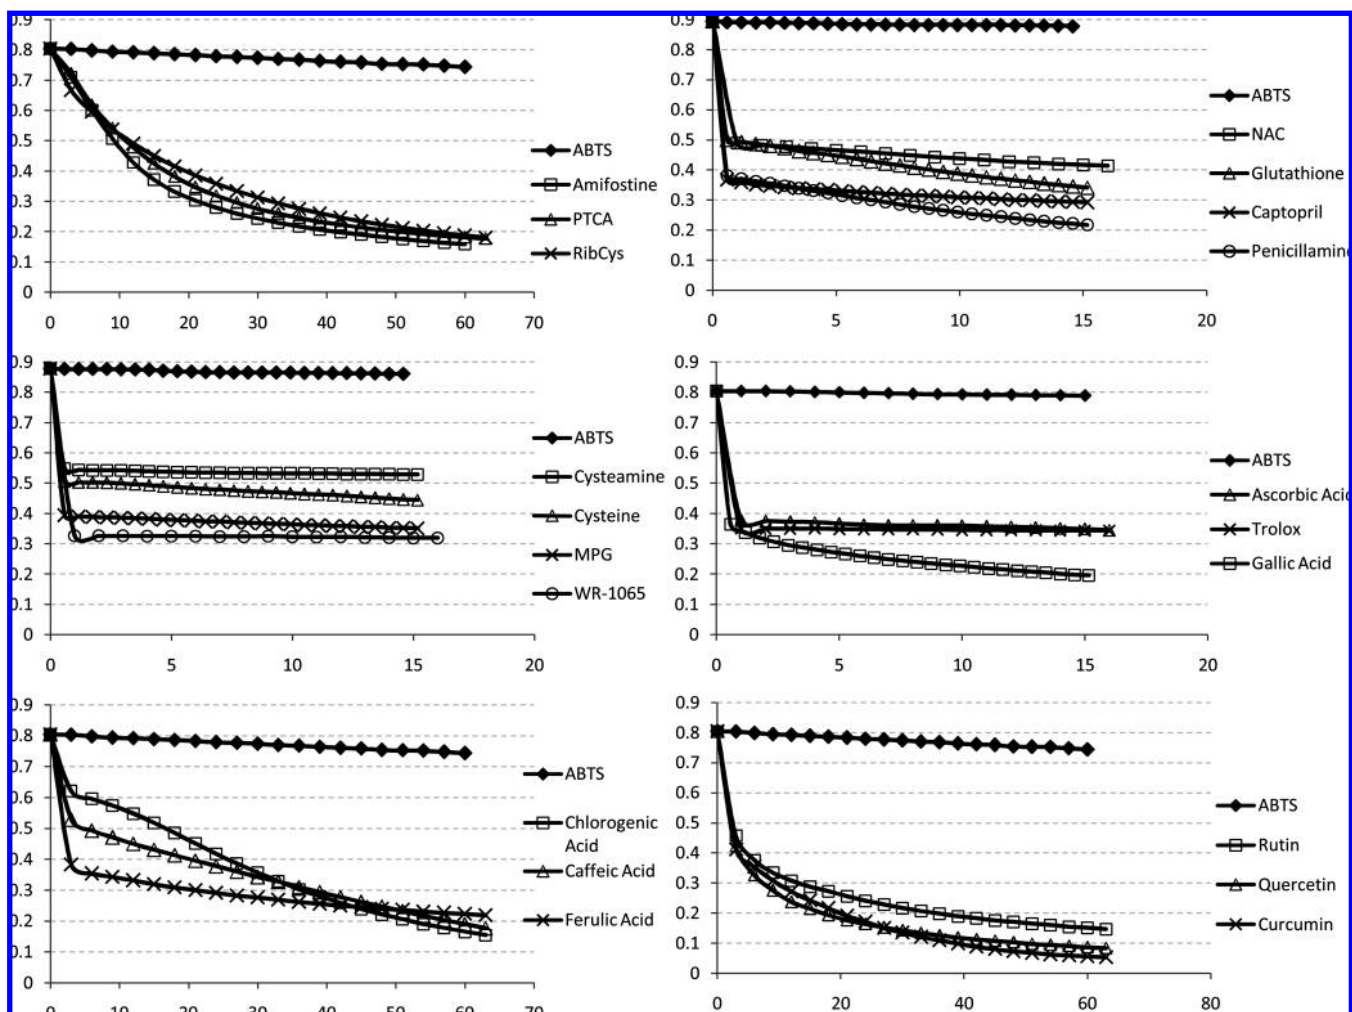 0.9
0.8
0.7
0.6
0.5
0.4
0.3
0.2
0.1
0
0 10 20 30 40 50 60 70
ABTS
Amifostine
PTCA
RibCys
0.9
0.8
0.7
0.6
0.5
0.4
0.3
0.2
0.1
0
0 5 10 15 20
ABTS
NAC
Glutathione
Captopril
Penicillamine
0.9
0.8
0.7
0.6
0.5
0.4
0.3
0.2
0.1
0
0 5 10 15 20
ABTS
Cysteamine
Cysteine
MPG
WR-1065
0.9
0.8
0.7
0.6
0.5
0.4
0.3
0.2
0.1
0
0 5 10 15 20
ABTS
Ascorbic Acid
Trolox
Gallic Acid
0.9
0.8
0.7
0.6
0.5
0.4
0.3
0.2
0.1
0
0 10 20 30 40 50 60 70
ABTS
Chlorogenic
Acid
Caffeic Acid
Ferulic Acid
0.9
0.8
0.7
0.6
0.5
0.4
0.3
0.2
0.1
0
0 20 40 60 80
ABTS
Rutin
Quercetin
Curcumin